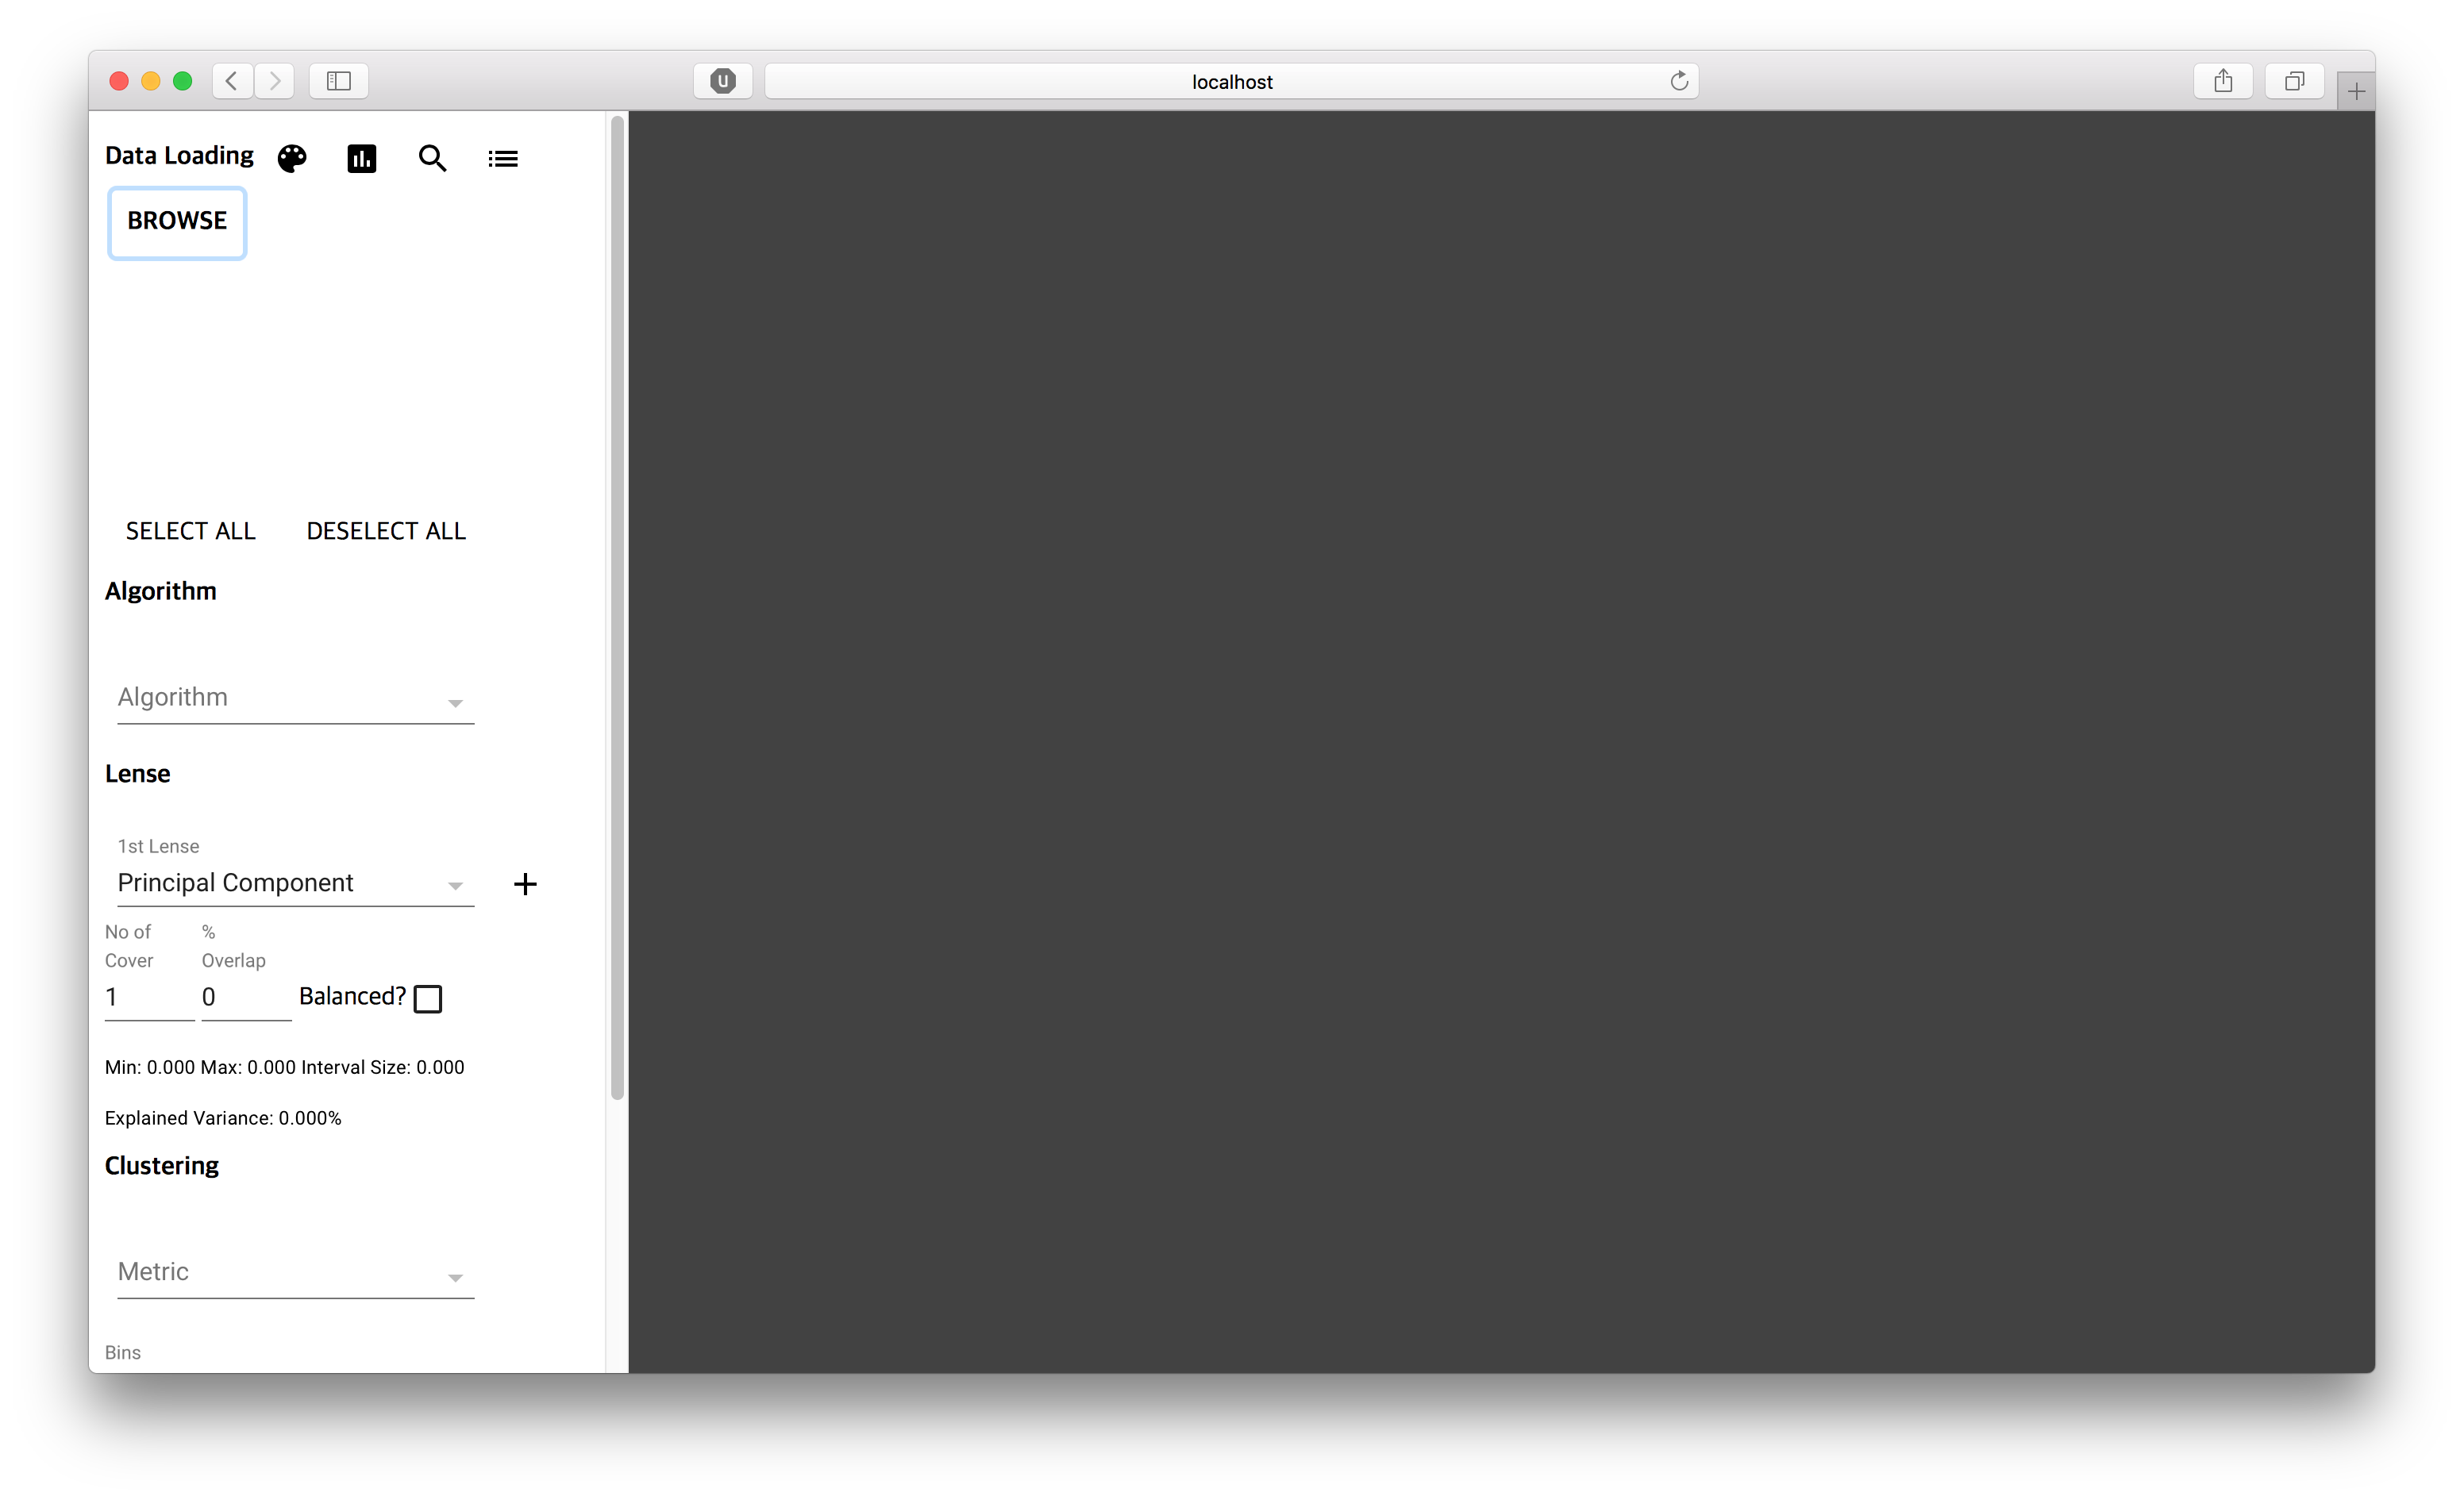 localhost
Data Loading
BROWSE
SELECT ALL DESELECT ALL
Algorithm
Algorithm
Lense
1st Lense
Principal Component
No of Cover
% Overlap
1 0 Balanced?
Min: 0.000 Max: 0.000 Interval Size: 0.000
Explained Variance: 0.000%
Clustering
Metric
Bins